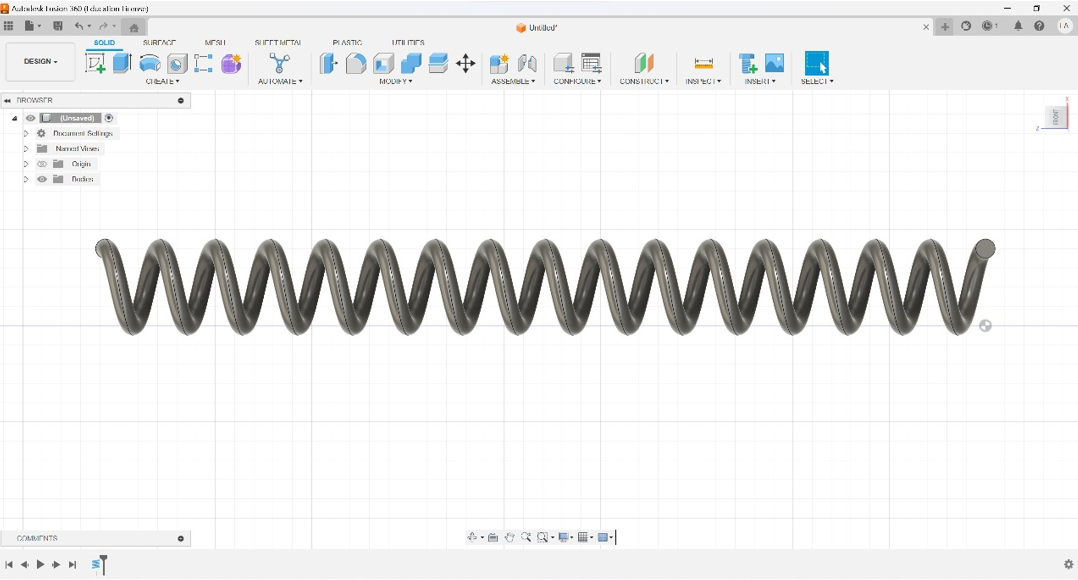 Autodesk Fusion 360 (Education License)
Untitled*
1
DESIGN
SOLID SURFACE MESH SHEET METAL PLASTIC UTILITIES
CREATE AUTOMATE MODIFY ASSEMBLE CONFIGURE CONSTRUCT INSPECT INSERT SELECT
BROWSER
(Unsaved)
Document Settings
Named Views
Origin
Bodies
X
FRONT
Z
COMMENTS